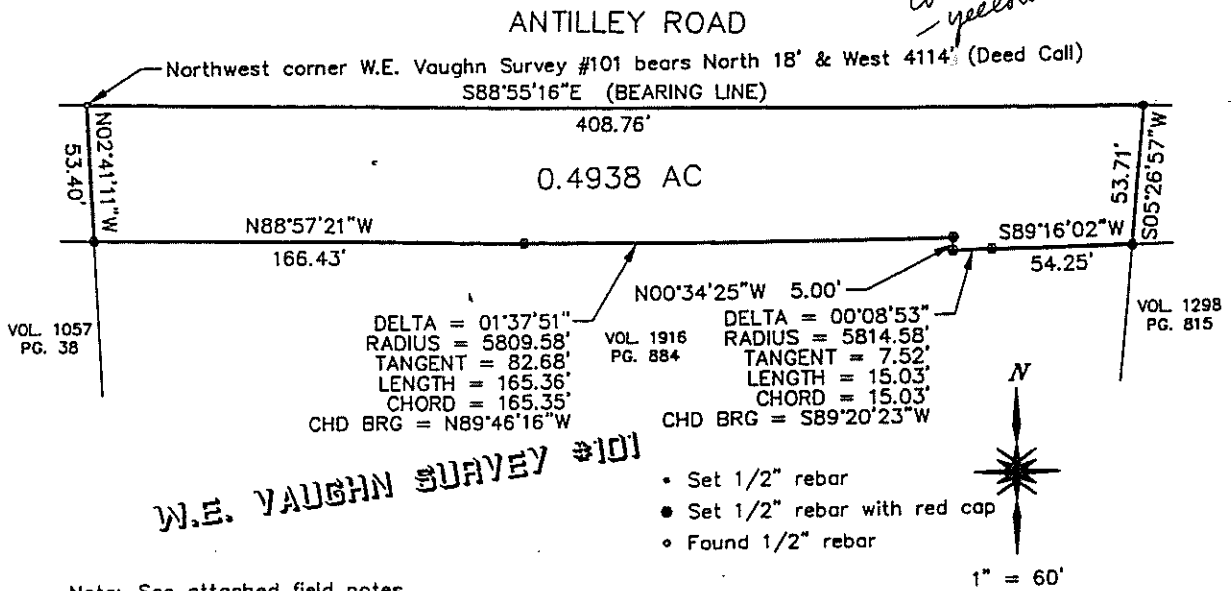 yellow
ANTILLEY ROAD
Northwest corner W.E. Vaughn Survey #101 bears North 18' & West 4114' (Deed Call)
S88°55'16"E (BEARING LINE)
408.76'
N02°41'11"W
53.40'
0.4938 AC
53.71'
S05°26'57"W
N88°57'21"W
166.43'
S89°16'02"W
54.25'
N00°34'25"W 5.00'
VOL. 1057
PG. 38
DELTA = 01°37'51"
RADIUS = 5809.58'
TANGENT = 82.68'
LENGTH = 165.36'
CHORD = 165.35'
CHD BRG = N89°46'16"W
VOL. 1916
PG. 884
DELTA = 00°08'53"
RADIUS = 5814.58'
TANGENT = 7.52'
LENGTH = 15.03'
CHORD = 15.03'
CHD BRG = S89°20'23"W
VOL. 1298
PG. 815
N
W.E. VAUGHN SURVEY #101
Set 1/2" rebar
Set 1/2" rebar with red cap
Found 1/2" rebar
1" = 60'
Note: See attached field notes